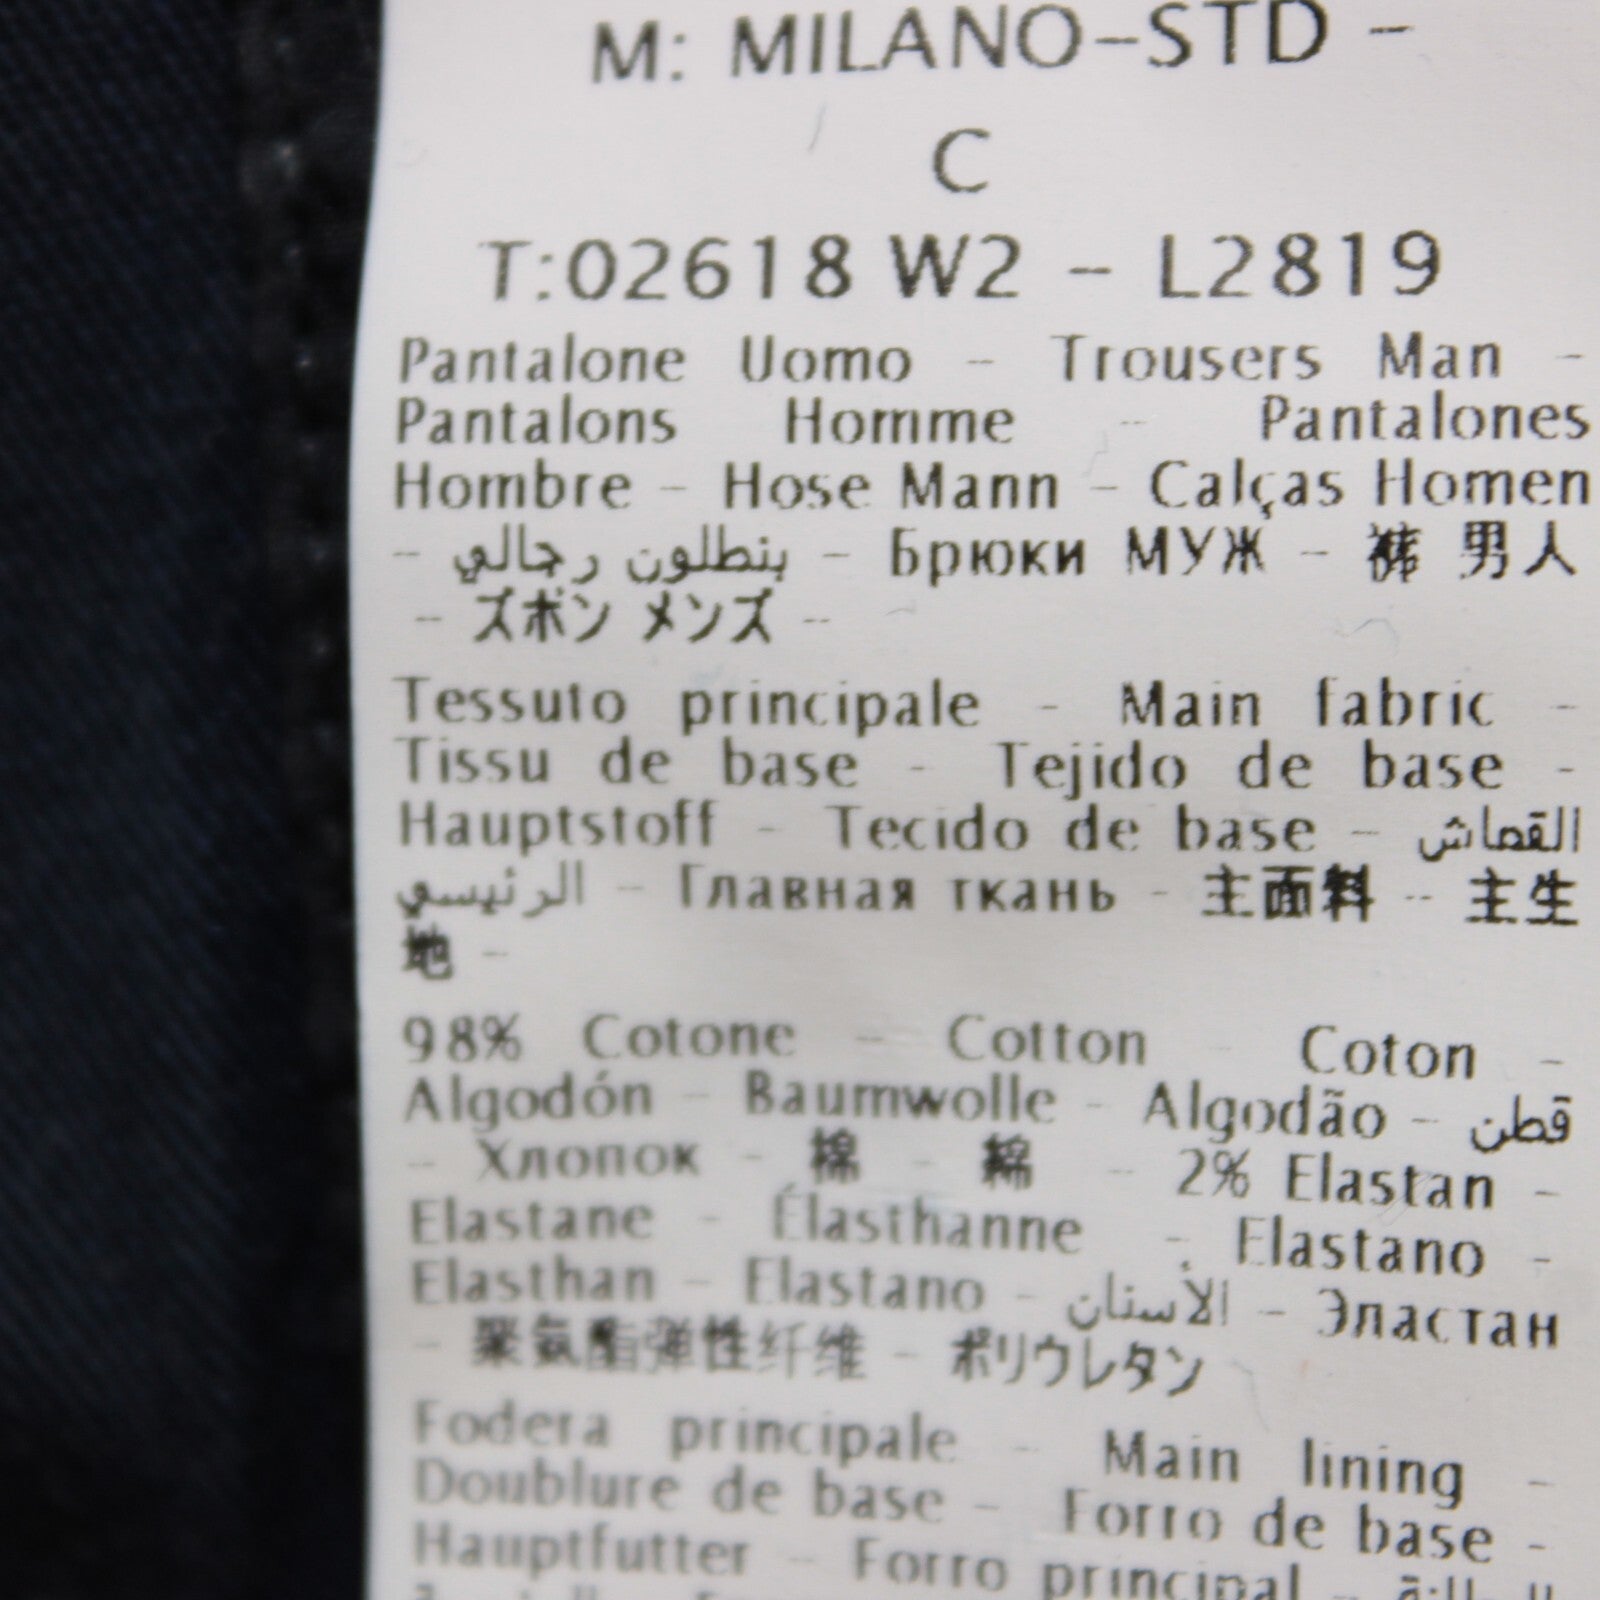 M: MILANO-STD -
C
T:02618 W2 - L2819
Pantalone Uomo - Trousers Man -
Pantalons Homme - Pantalones
Hombre - Hose Mann - Calças Homen
- بنطلون رجالي - Брюки МУЖ - 裤 男人
- ズボン メンズ -
Tessuto principale - Main fabric -
Tissu de base - Tejido de base -
Hauptstoff - Tecido de base - القماش
الرئيسي - Главная ткань - 主面料 - 主生
地 -
98% Cotone - Cotton - Coton -
Algodón - Baumwolle - Algodão - قطن
- Хлопок - 棉 - 綿 - 2% Elastan -
Elastane - Élasthanne - Elastano -
Elasthan - Elastano - الأستان - Эластан
- 聚氨酯弹性纤维 - ポリウレタン
Fodera principale - Main lining -
Doublure de base - Forro de base -
Hauptfutter - Forro principal -